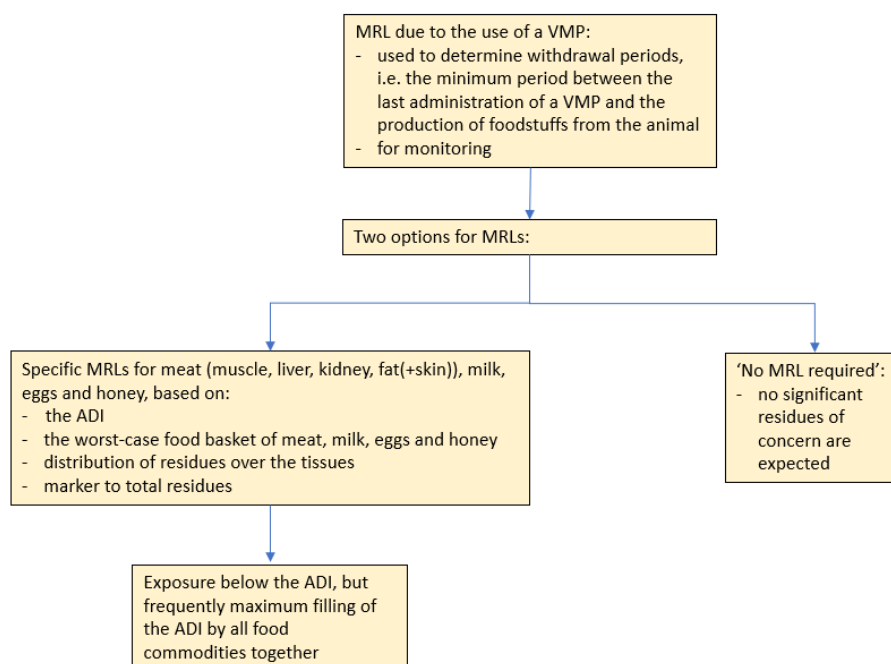 MRL due to the use of a VMP:
- used to determine withdrawal periods,
i.e. the minimum period between the
last administration of a VMP and the
production of foodstuffs from the animal
- for monitoring
Two options for MRLs:
Specific MRLs for meat (muscle, liver, kidney, fat(+skin)), milk,
eggs and honey, based on:
- the ADI
- the worst-case food basket of meat, milk, eggs and honey
- distribution of residues over the tissues
- marker to total residues
‘No MRL required’:
- no significant
residues of
concern are
expected
Exposure below the ADI, but
frequently maximum filling of
the ADI by all food
commodities together